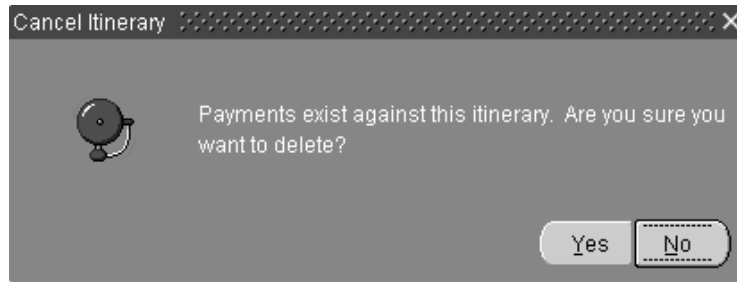 Cancel Itinerary
Payments exist against this itinerary. Are you sure you
want to delete?
Yes No